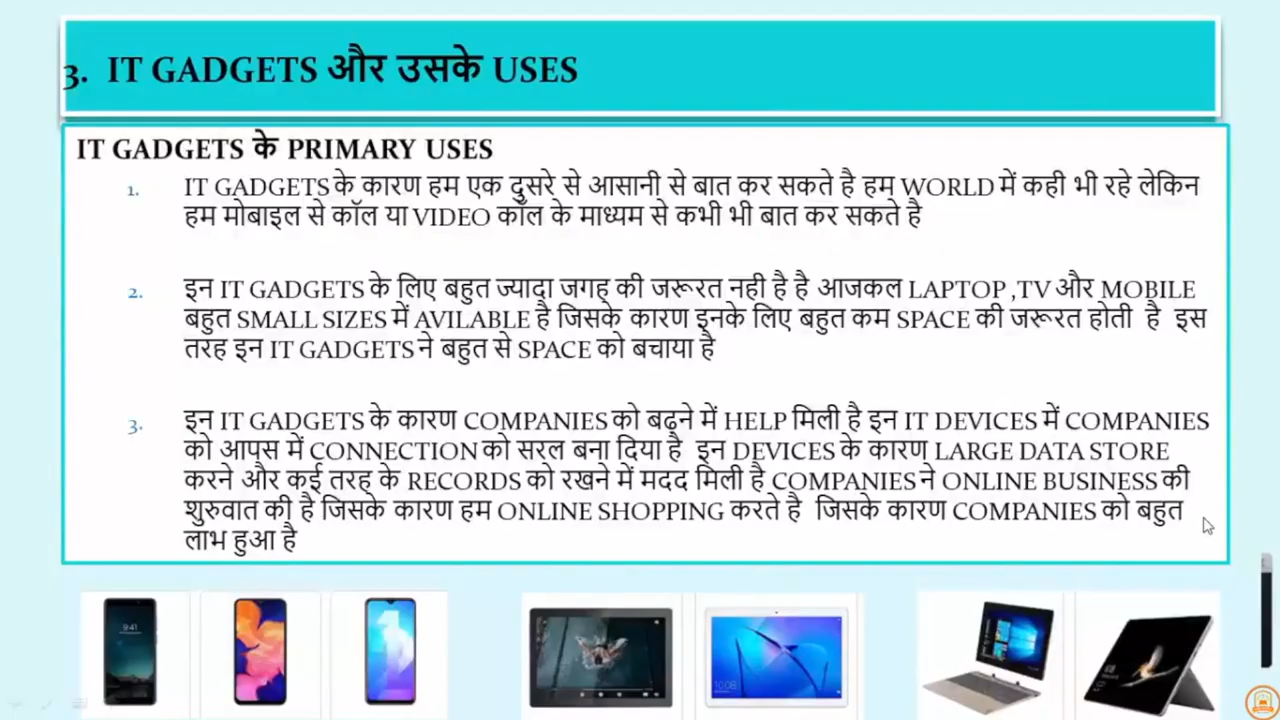 3. IT GADGETS और उसके USES
IT GADGETS के PRIMARY USES
1. IT GADGETS के कारण हम एक दुसरे से आसानी से बात कर सकते है हम WORLD में कही भी रहे लेकिन
हम मोबाइल से कॉल या VIDEO कॉल के माध्यम से कभी भी बात कर सकते है
2. इन IT GADGETS के लिए बहुत ज्यादा जगह की जरूरत नही है है आजकल LAPTOP ,TV और MOBILE
बहुत SMALL SIZES में AVILABLE है जिसके कारण इनके लिए बहुत कम SPACE की जरूरत होती है इस
तरह इन IT GADGETS ने बहुत से SPACE को बचाया है
3. इन IT GADGETS के कारण COMPANIES को बढ़ने में HELP मिली है इन IT DEVICES में COMPANIES
को आपस में CONNECTION को सरल बना दिया है इन DEVICES के कारण LARGE DATA STORE
करने और कई तरह के RECORDS को रखने में मदद मिली है COMPANIES ने ONLINE BUSINESS की
शुरुवात की है जिसके कारण हम ONLINE SHOPPING करते है जिसके कारण COMPANIES को बहुत
लाभ हुआ है
9:41
10:08